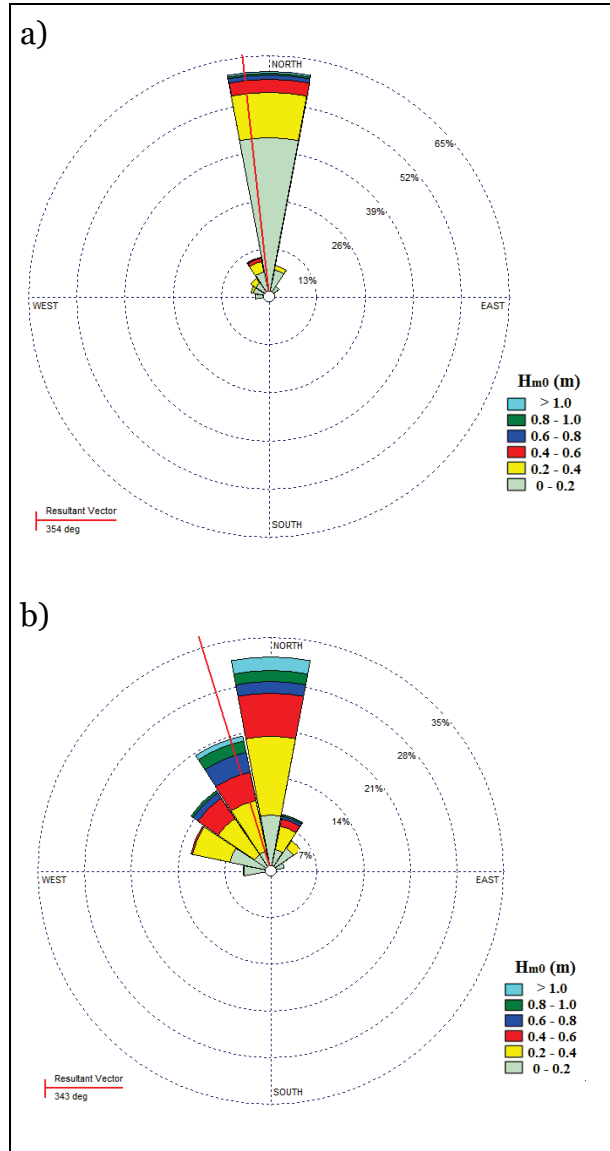 a)
NORTH
65%
52%
39%
26%
13%
WEST
EAST
Hm0 (m)
> 1.0
0.8 - 1.0
0.6 - 0.8
0.4 - 0.6
0.2 - 0.4
0 - 0.2
Resultant Vector
354 deg
SOUTH
b)
NORTH
35%
28%
21%
14%
7%
WEST
EAST
Hm0 (m)
> 1.0
0.8 - 1.0
0.6 - 0.8
0.4 - 0.6
0.2 - 0.4
0 - 0.2
Resultant Vector
343 deg
SOUTH